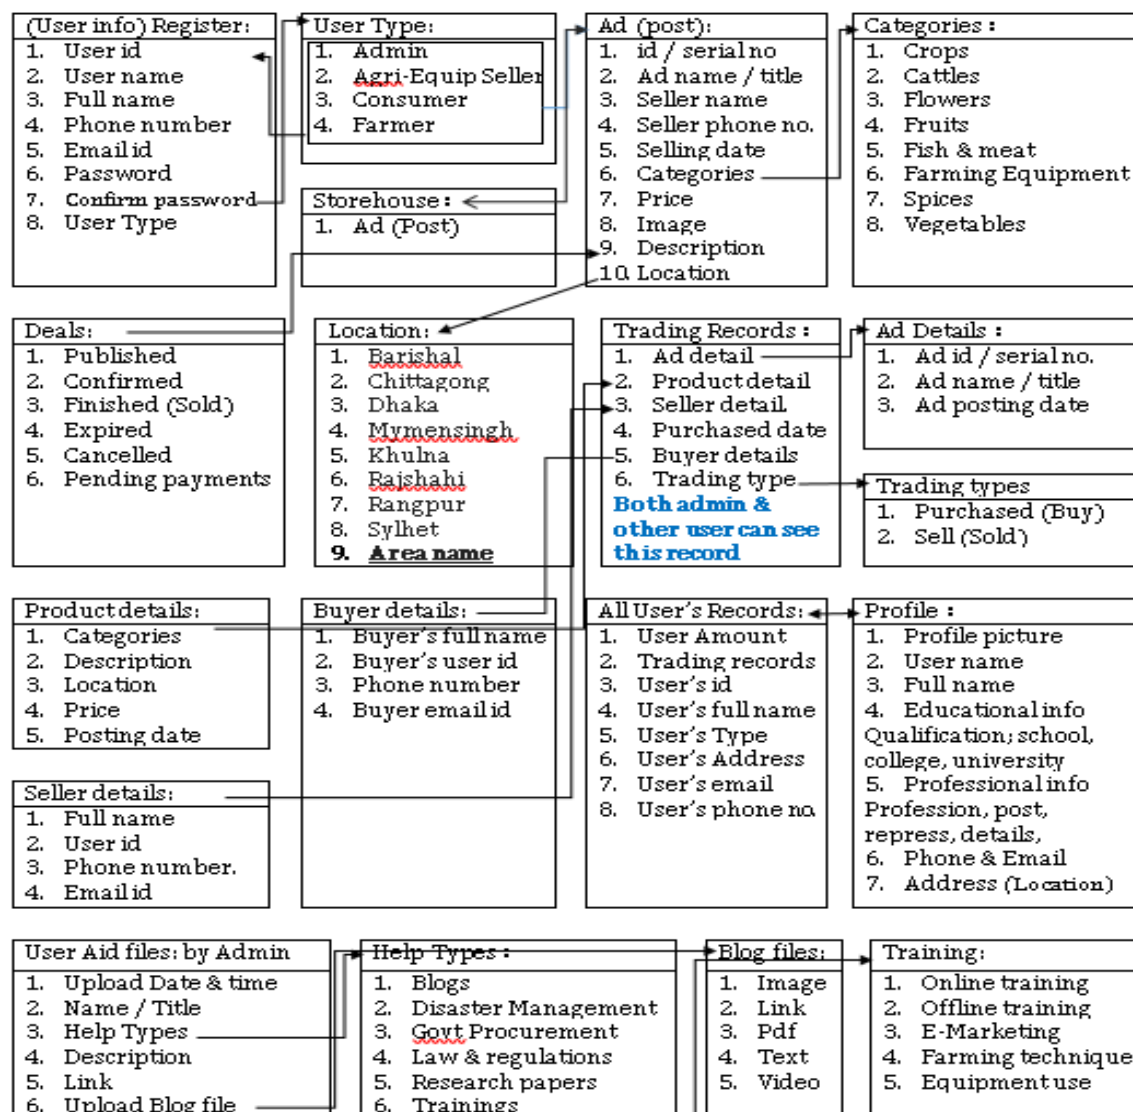 (User info) Register:
1. User id
2. User name
3. Full name
4. Phone number
5. Email id
6. Password
7. Confirm password
8. User Type
User Type:
1. Admin
2. Agri-Equip Seller
3. Consumer
4. Farmer
Storehouse:
1. Ad (Post)
Ad (post):
1. id / serial no
2. Ad name / title
3. Seller name
4. Seller phone no.
5. Selling date
6. Categories
7. Price
8. Image
9. Description
10. Location
Categories :
1. Crops
2. Cattles
3. Flowers
4. Fruits
5. Fish & meat
6. Farming Equipment
7. Spices
8. Vegetables
Deals:
1. Published
2. Confirmed
3. Finished (Sold)
4. Expired
5. Cancelled
6. Pending payments
Location:
1. Barishal
2. Chittagong
3. Dhaka
4. Mymensingh
5. Khulna
6. Rajshahi
7. Rangpur
8. Sylhet
9. Area name
Trading Records :
1. Ad detail
2. Product detail
3. Seller detail
4. Purchased date
5. Buyer details
6. Trading type
Both admin &
other user can see
this record
Ad Details :
1. Ad id / serial no.
2. Ad name / title
3. Ad posting date
Trading types
1. Purchased (Buy)
2. Sell (Sold)
Product details:
1. Categories
2. Description
3. Location
4. Price
5. Posting date
Seller details:
1. Full name
2. User id
3. Phone number.
4. Email id
Buyer details:
1. Buyer's full name
2. Buyer's user id
3. Phone number
4. Buyer email id
All User's Records:
1. User Amount
2. Trading records
3. User's id
4. User's full name
5. User's Type
6. User's Address
7. User's email
8. User's phone no.
Profile :
1. Profile picture
2. User name
3. Full name
4. Educational info
Qualification; school,
college, university
5. Professional info
Profession, post,
repress, details,
6. Phone & Email
7. Address (Location)
User Aid files: by Admin
1. Upload Date & time
2. Name / Title
3. Help Types
4. Description
5. Link
6. Upload Blog file
Help Types :
1. Blogs
2. Disaster Management
3. Govt Procurement
4. Law & regulations
5. Research papers
6. Trainings
Blog files:
1. Image
2. Link
3. Pdf
4. Text
5. Video
Training:
1. Online training
2. Offline training
3. E-Marketing
4. Farming technique
5. Equipment use